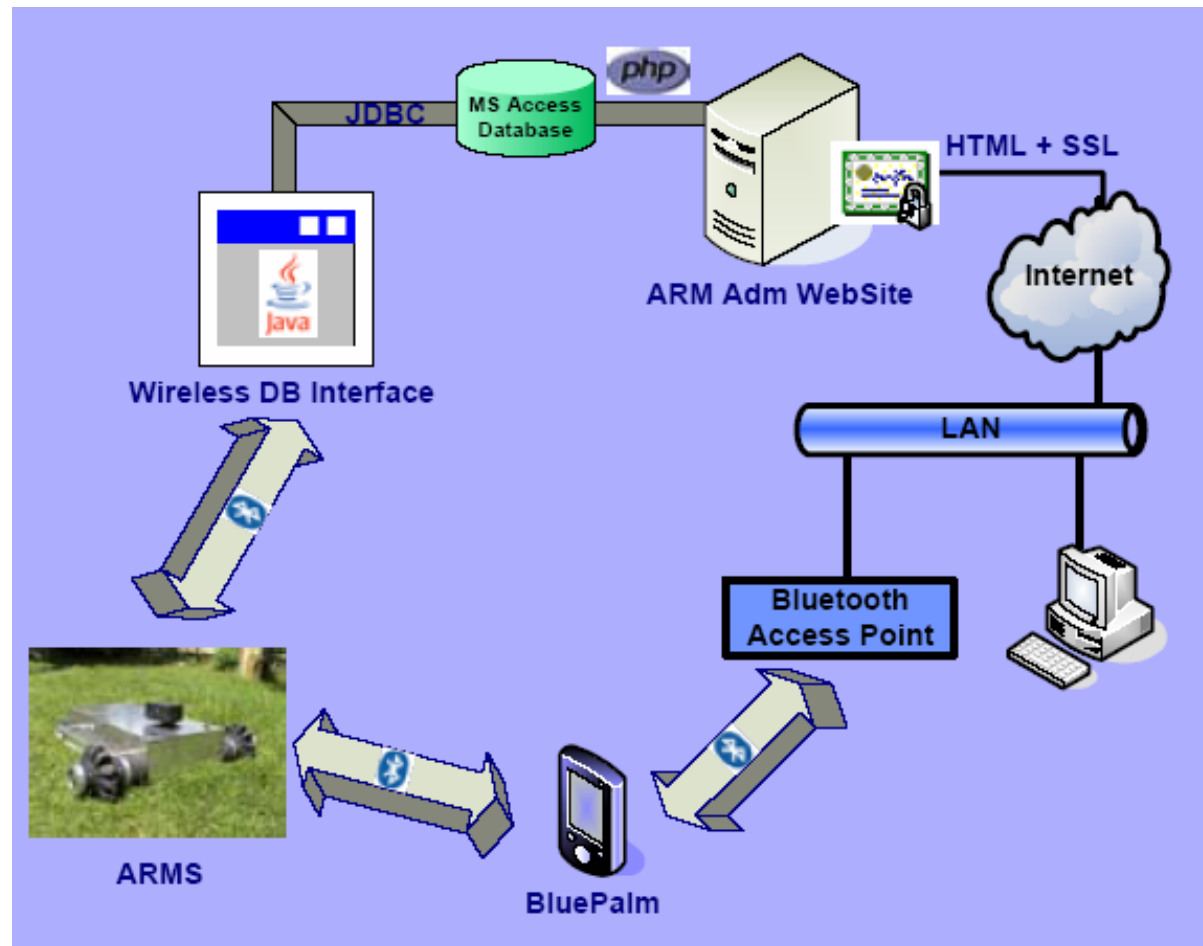 php
JDBC
MS Access
Database
HTML + SSL
Internet
ARM Adm WebSite
Java
Wireless DB Interface
LAN
Bluetooth
Access Point
ARMS
BluePalm